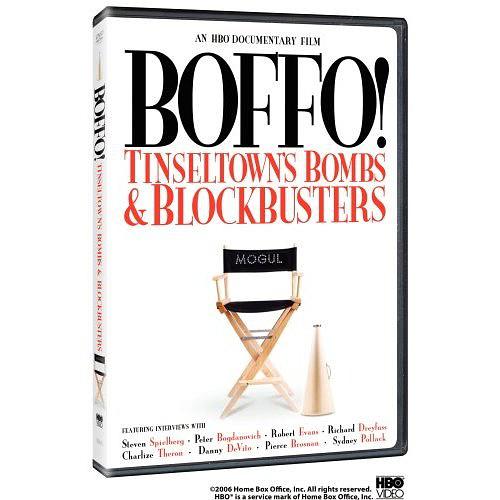 AN HBO DOCUMENTARY FILM
BOFFO!
TINSELTOWN'S BOMBS
& BLOCKBUSTERS
MOGUL
FEATURING INTERVIEWS WITH
Steven Spielberg · Peter Bogdanovich · Robert Evans · Richard Dreyfuss
Charlize Theron · Danny DeVito · Pierce Brosnan · Sydney Pollack
BOFFO! TINSELTOWN'S BOMBS & BLOCKBUSTERS
HBO
VIDEO
©2006 Home Box Office, Inc. All rights reserved.
HBO® is a service mark of Home Box Office, Inc.
HBO
VIDEO